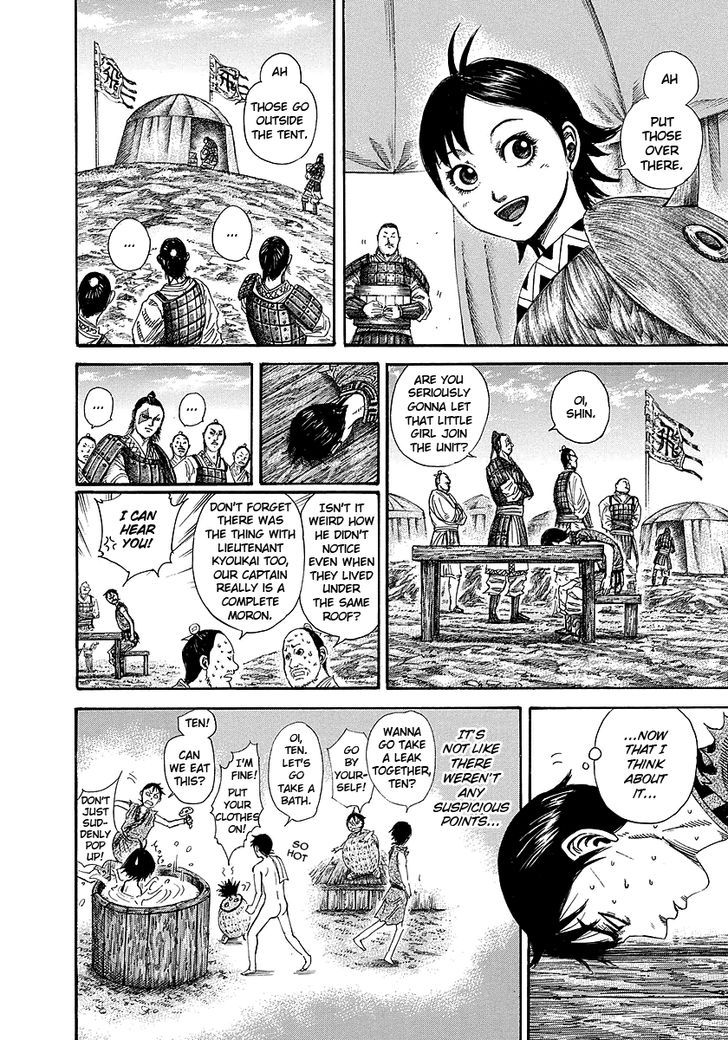 AH
PUT
THOSE
OVER
THERE.
AH
THOSE GO
OUTSIDE
THE TENT.
飛
飛
...
...
OI,
SHIN.
ARE YOU
SERIOUSLY
GONNA LET
THAT LITTLE
GIRL JOIN
THE UNIT?
飛
...
...
ISN'T IT
WEIRD HOW
HE DIDN'T
NOTICE
EVEN WHEN
THEY LIVED
UNDER
THE SAME
ROOF?
DON'T FORGET
THERE WAS
THE THING WITH
LIEUTENANT
KYOUKAI TOO,
OUR CAPTAIN
REALLY IS A
COMPLETE
MORON.
I CAN
HEAR
YOU!
...NOW
THAT I
THINK
ABOUT
IT...
IT'S
NOT LIKE
THERE
WEREN'T
ANY
SUSPICIOUS
POINTS...
WANNA
GO TAKE
A LEAK
TOGETHER,
TEN?
GO
BY
YOUR-
SELF!
OI,
TEN.
LET'S
GO TAKE
A BATH.
SO
HOT
I'M
FINE!
PUT
YOUR
CLOTHES
ON!
TEN!
CAN
WE EAT
THIS?
DON'T
JUST
SUD-
DENLY
POP
UP!